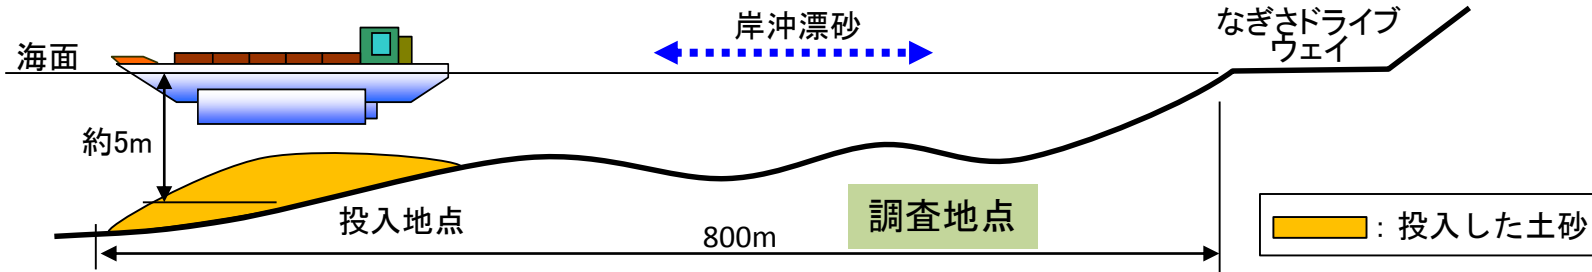 海面
岸沖漂砂
なぎさドライブ
ウェイ
約5m
投入地点
調査地点
800m
：投入した土砂